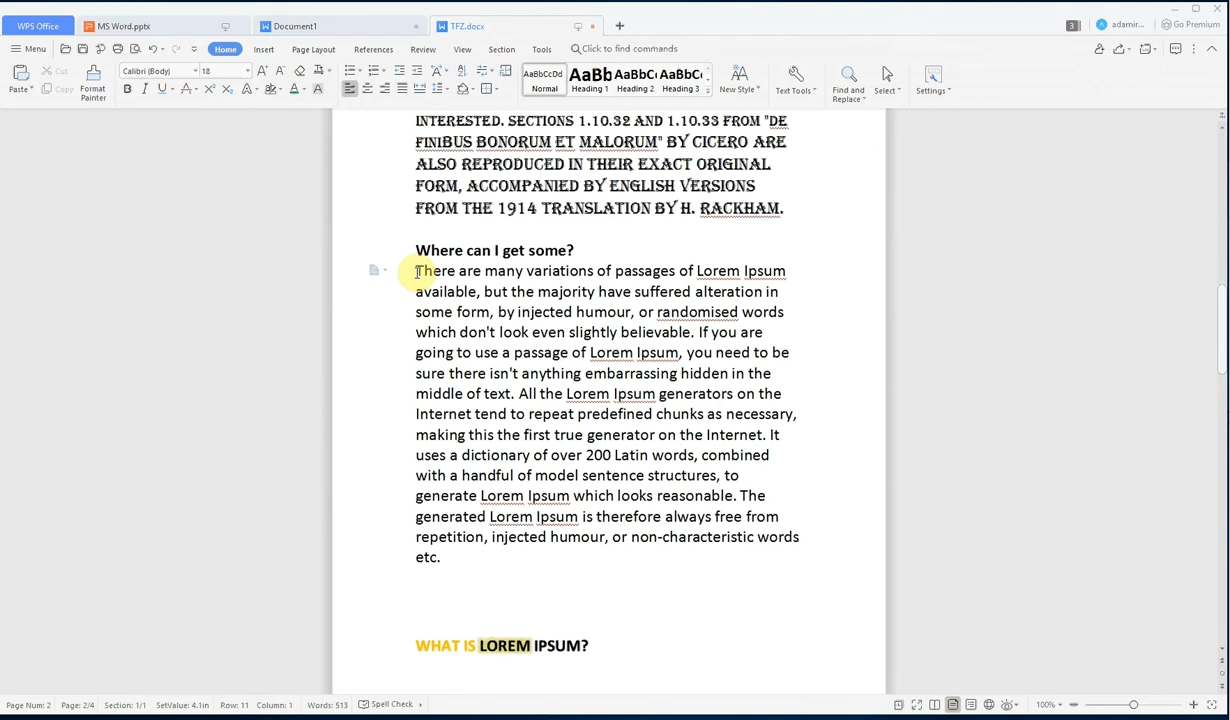 WPS Office MS Word.pptx Document1 TFZ.docx 3 adamir... Go Premium
Menu Home Insert Page Layout References Review View Section Tools Click to find commands
Paste Cut Copy Format Painter Calibri (Body) 18 AaBbCcDd Normal AaBb Heading 1 AaBbC Heading 2 AaBbC Heading 3 New Style Text Tools Find and Replace Select Settings
INTERESTED. SECTIONS 1.10.32 AND 1.10.33 FROM "DE
FINIBUS BONORUM ET MALORUM" BY CICERO ARE
ALSO REPRODUCED IN THEIR EXACT ORIGINAL
FORM, ACCOMPANIED BY ENGLISH VERSIONS
FROM THE 1914 TRANSLATION BY H. RACKHAM.
Where can I get some?
There are many variations of passages of Lorem Ipsum
available, but the majority have suffered alteration in
some form, by injected humour, or randomised words
which don't look even slightly believable. If you are
going to use a passage of Lorem Ipsum, you need to be
sure there isn't anything embarrassing hidden in the
middle of text. All the Lorem Ipsum generators on the
Internet tend to repeat predefined chunks as necessary,
making this the first true generator on the Internet. It
uses a dictionary of over 200 Latin words, combined
with a handful of model sentence structures, to
generate Lorem Ipsum which looks reasonable. The
generated Lorem Ipsum is therefore always free from
repetition, injected humour, or non-characteristic words
etc.
WHAT IS LOREM IPSUM?
Page Num: 2 Page: 2/4 Section: 1/1 SetValue: 4.1in Row: 11 Column: 1 Words: 513 Spell Check 100%